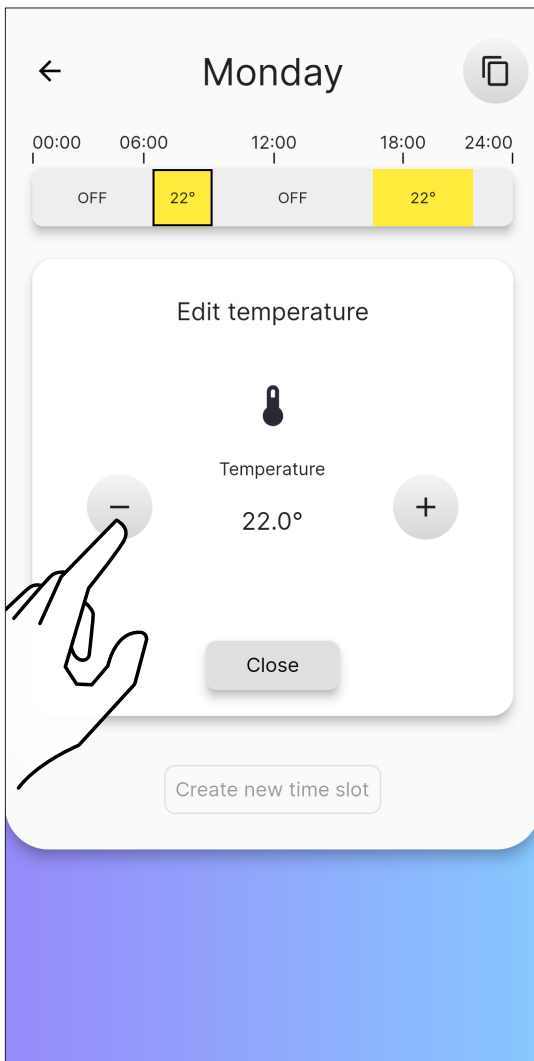 Monday
00:00 06:00 12:00 18:00 24:00
OFF 22° OFF 22°
Edit temperature
Temperature
− 22.0° +
Close
Create new time slot